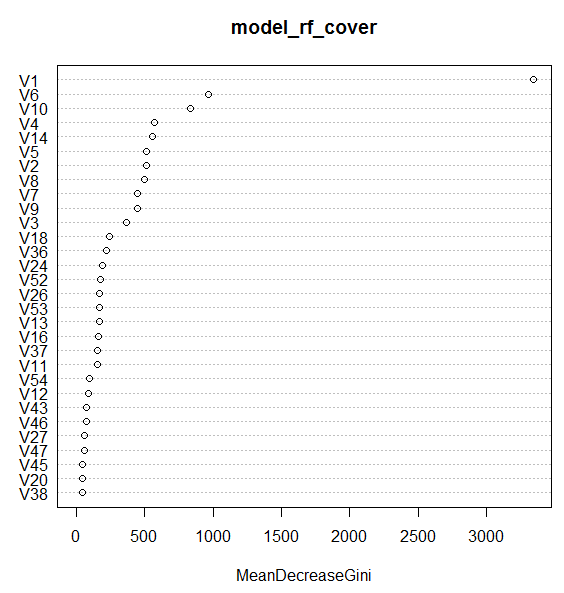 model_rf_cover
V1
V6
V10
V4
V14
V5
V2
V8
V7
V9
V3
V18
V36
V24
V52
V26
V53
V13
V16
V37
V11
V54
V12
V43
V46
V27
V47
V45
V20
V38
0 500 1000 1500 2000 2500 3000
MeanDecreaseGini